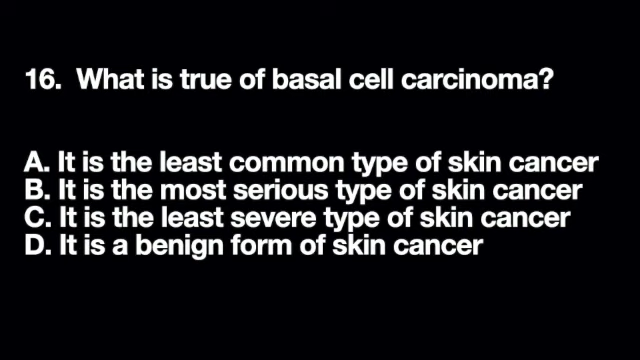 16. What is true of basal cell carcinoma?
A. It is the least common type of skin cancer
B. It is the most serious type of skin cancer
C. It is the least severe type of skin cancer
D. It is a benign form of skin cancer